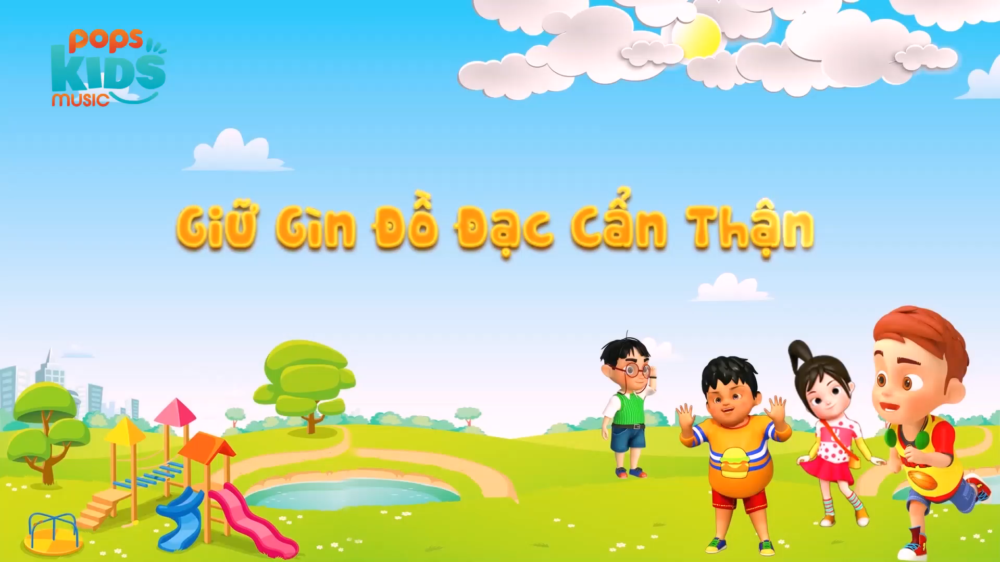 pops
KIDS
MUSIC
Giữ Gìn Đồ Đạc Cẩn Thận